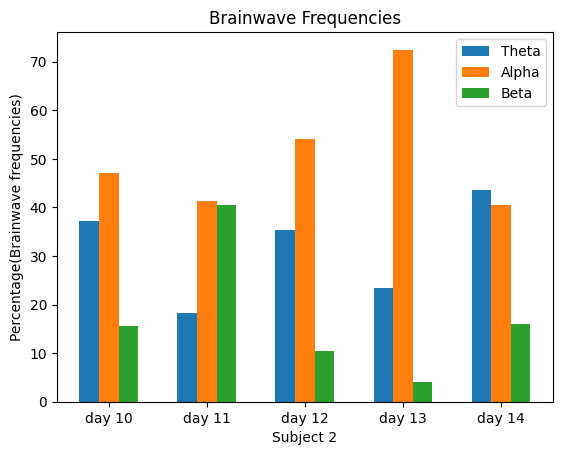 Brainwave Frequencies
Theta
Alpha
Beta
Percentage(Brainwave frequencies)
70
60
50
40
30
20
10
0
day 10 day 11 day 12 day 13 day 14
Subject 2